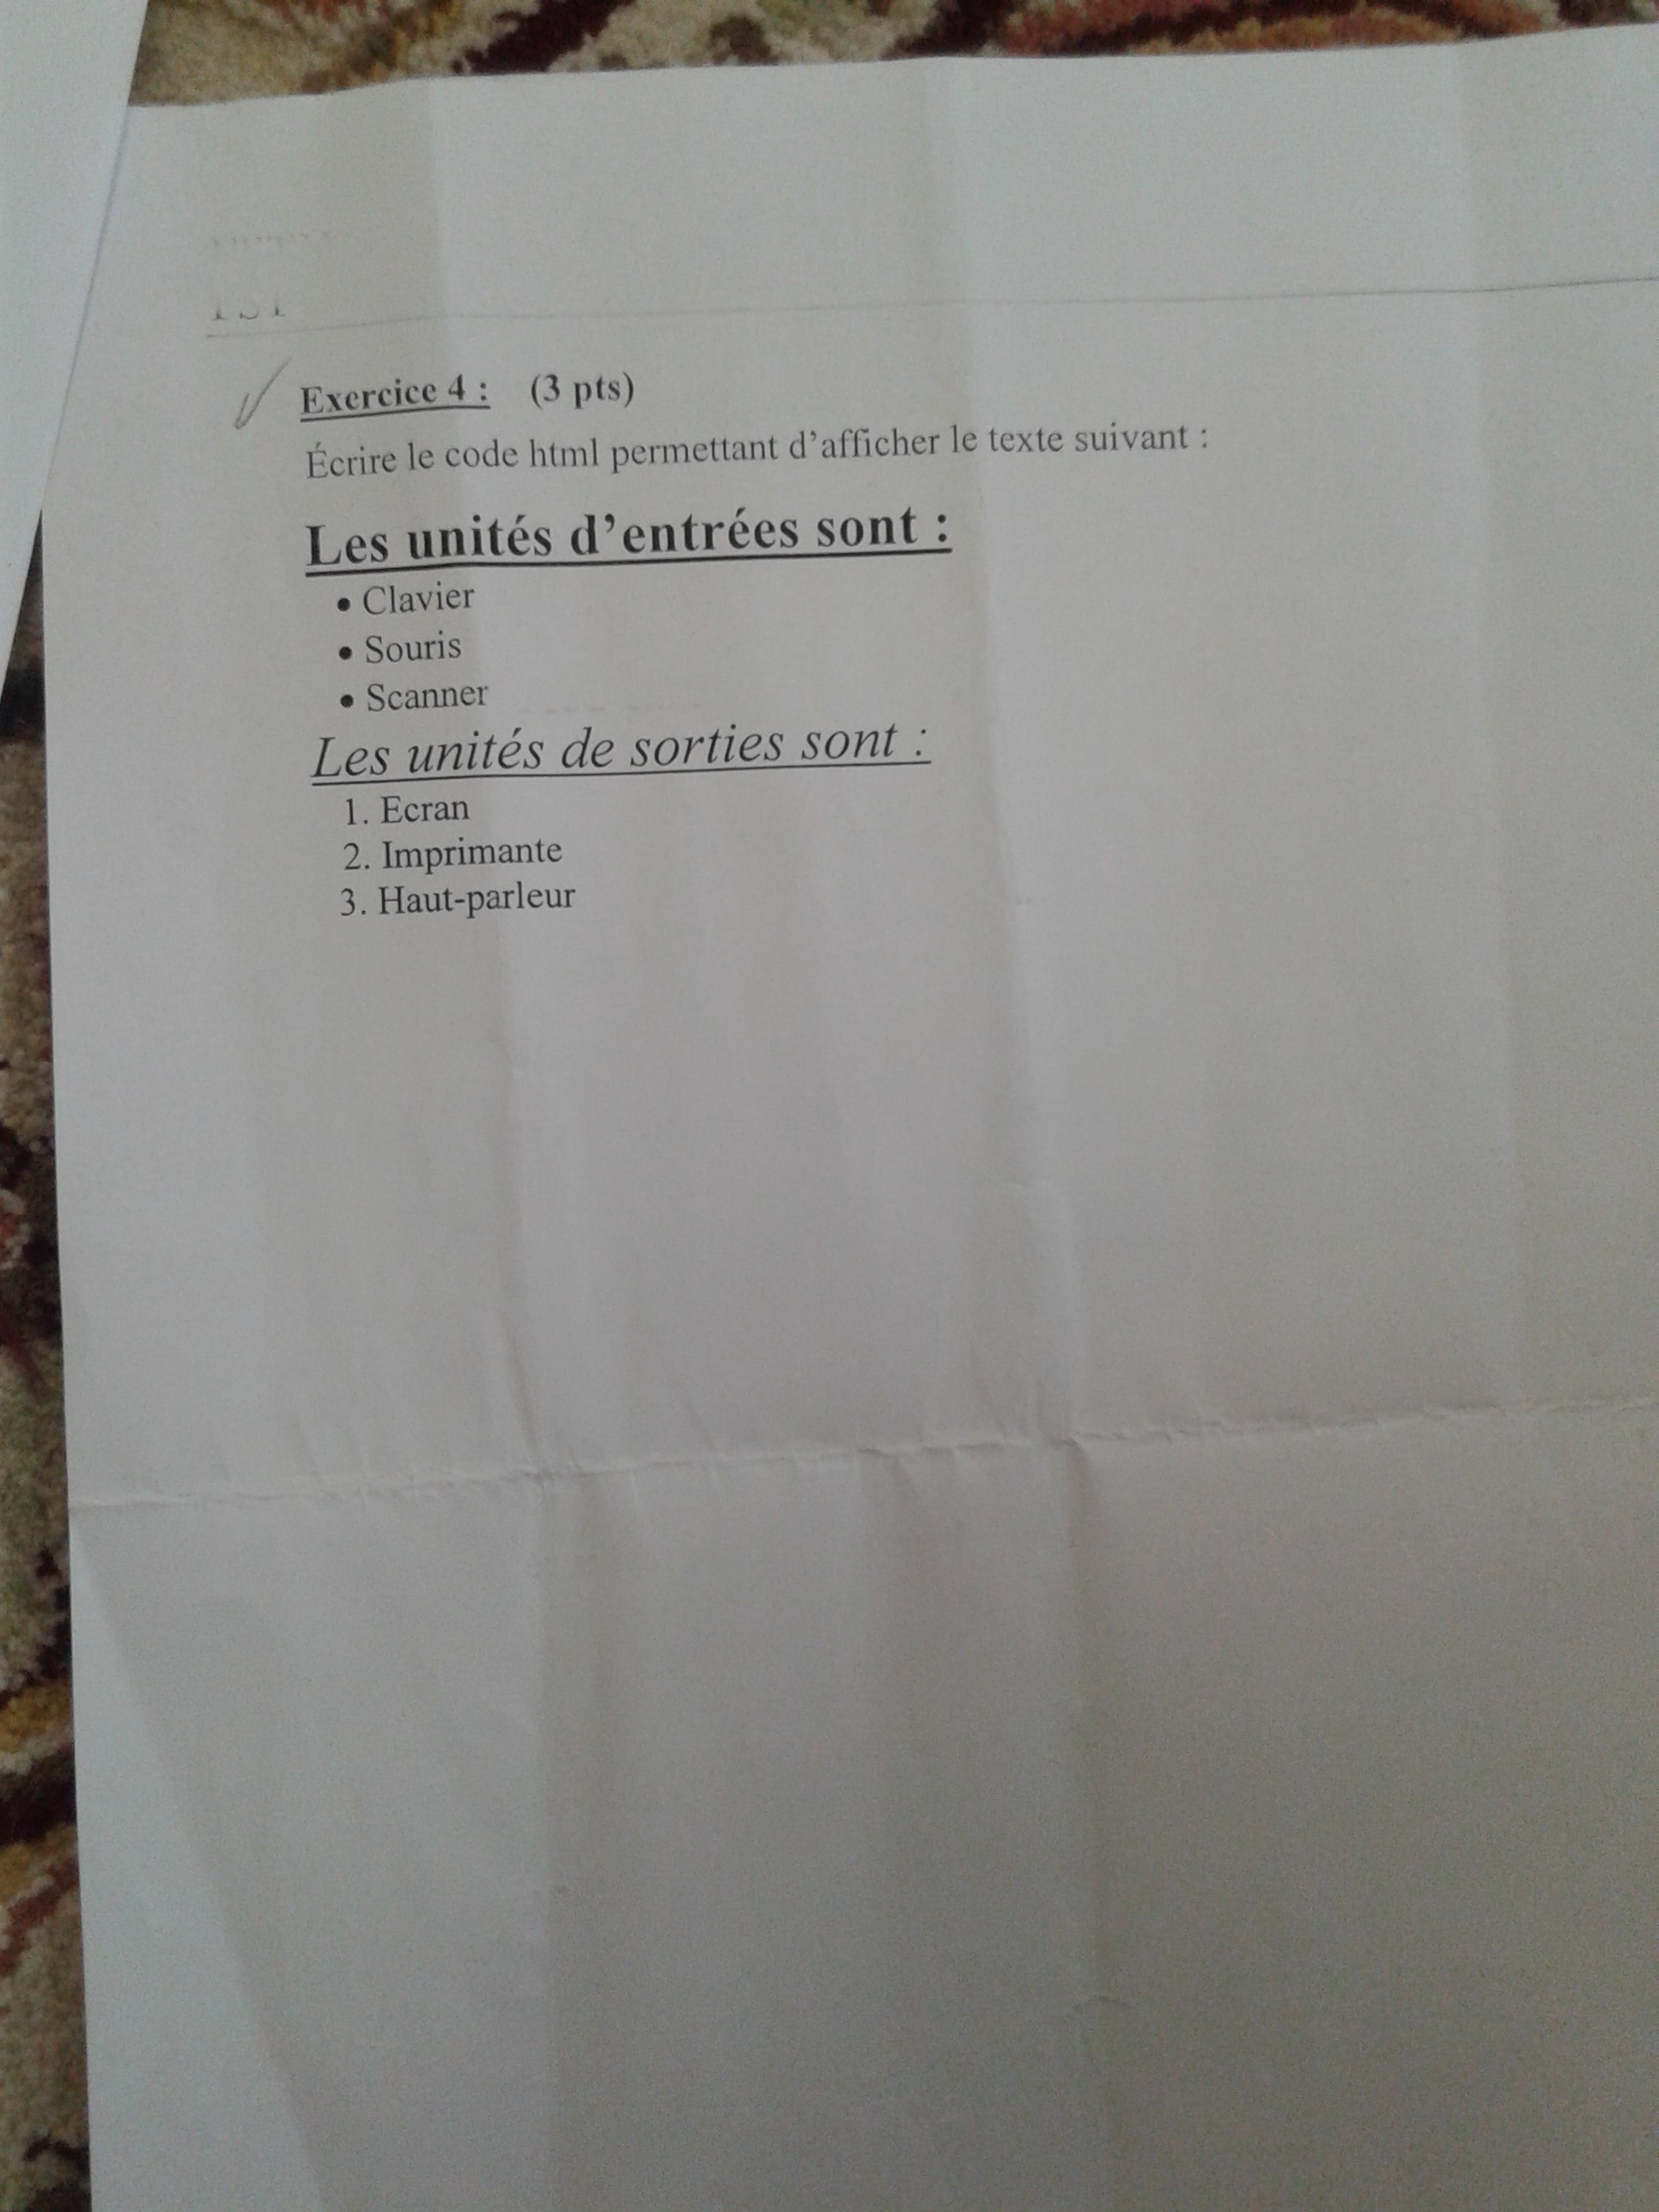 Exercice 4 : (3 pts)
Écrire le code html permettant d'afficher le texte suivant :
Les unités d'entrées sont :
• Clavier
• Souris
• Scanner
Les unités de sorties sont :
1. Ecran
2. Imprimante
3. Haut-parleur